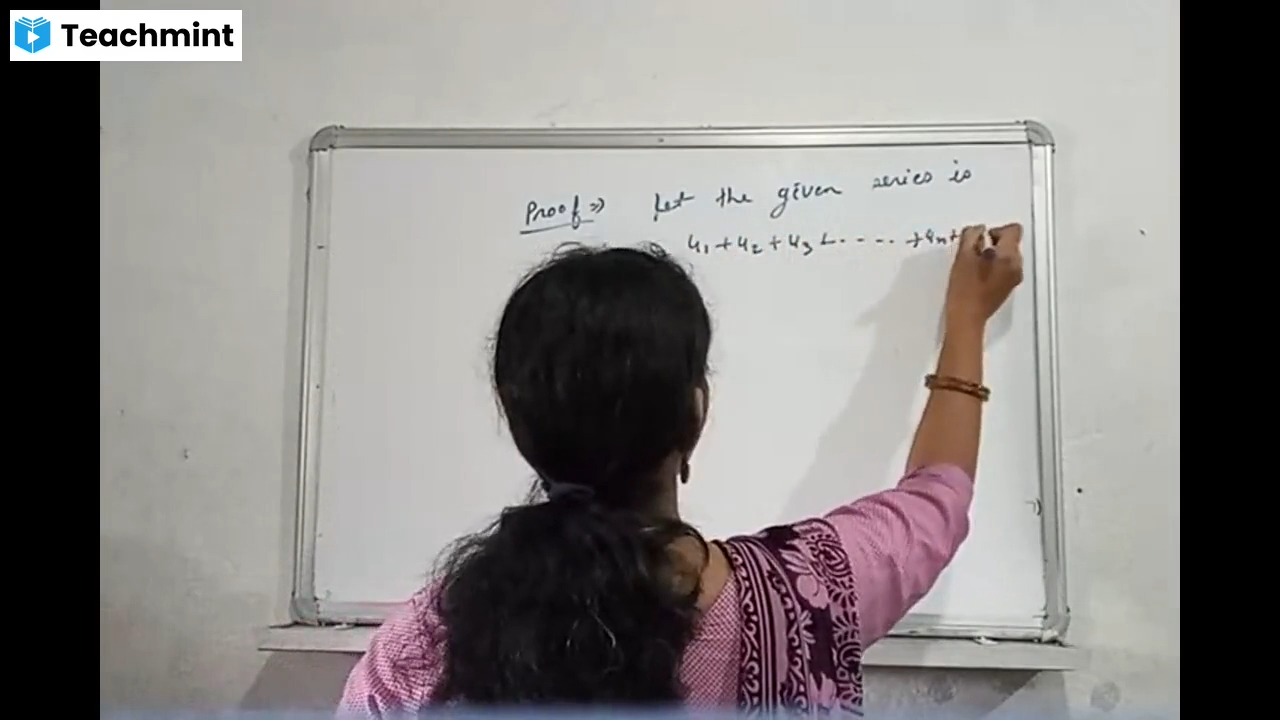 Teachmint
Proof ⇒ Let the given series is
u₁ + u₂ + u₃ + ..... + uₙ +